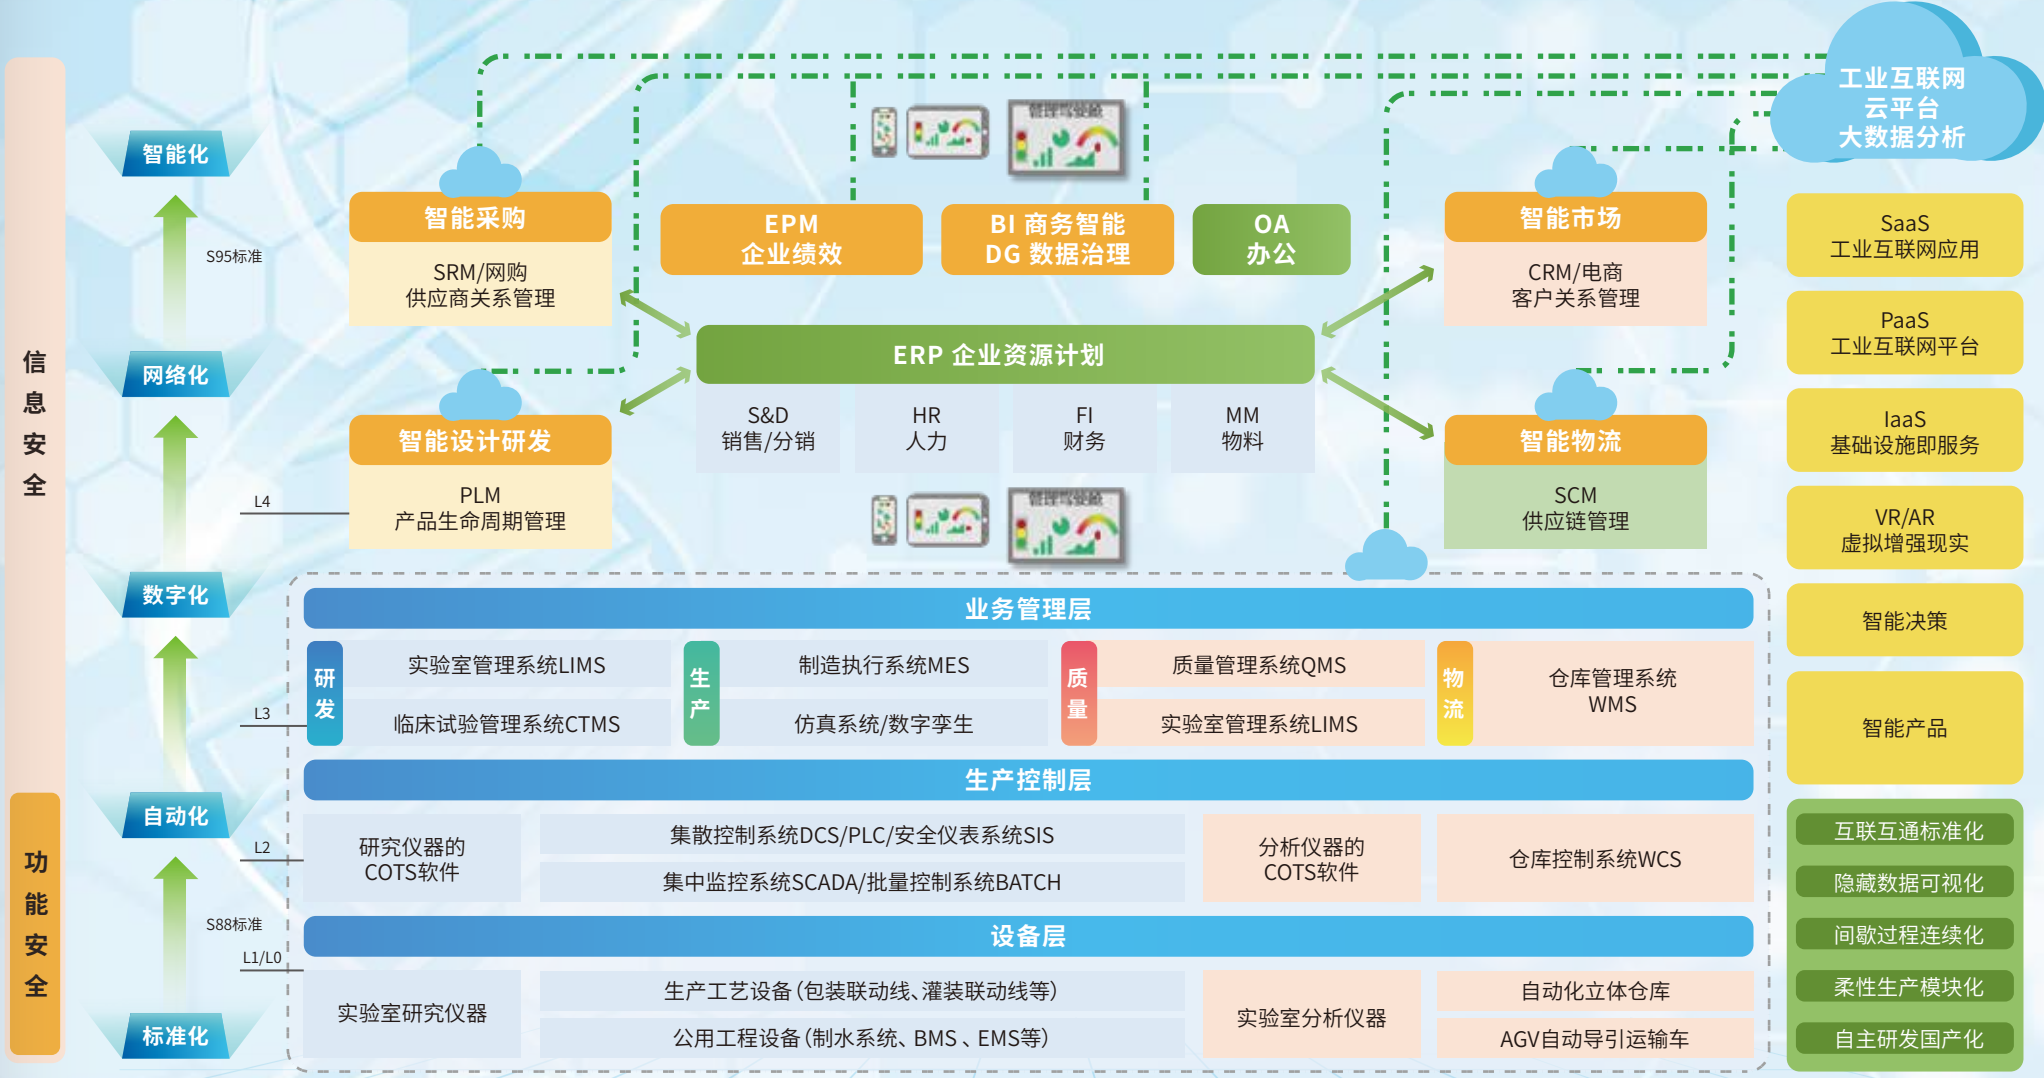 工业互联网
云平台
大数据分析
信息安全
功能安全
智能化
S95标准
网络化
L4
数字化
L3
自动化
L2
S88标准
L1/L0
标准化
管理驾驶舱
智能采购
SRM/网购
供应商关系管理
EPM
企业绩效
BI 商务智能
DG 数据治理
OA
办公
智能市场
CRM/电商
客户关系管理
ERP 企业资源计划
S&D
销售/分销
HR
人力
FI
财务
MM
物料
智能设计研发
PLM
产品生命周期管理
管理驾驶舱
智能物流
SCM
供应链管理
业务管理层
研发
实验室管理系统LIMS
临床试验管理系统CTMS
生产
制造执行系统MES
仿真系统/数字孪生
质量
质量管理系统QMS
实验室管理系统LIMS
物流
仓库管理系统
WMS
生产控制层
研究仪器的
COTS软件
集散控制系统DCS/PLC/安全仪表系统SIS
集中监控系统SCADA/批量控制系统BATCH
分析仪器的
COTS软件
仓库控制系统WCS
设备层
实验室研究仪器
生产工艺设备（包装联动线、灌装联动线等）
公用工程设备（制水系统、BMS、EMS等）
实验室分析仪器
自动化立体仓库
AGV自动导引运输车
SaaS
工业互联网应用
PaaS
工业互联网平台
IaaS
基础设施即服务
VR/AR
虚拟增强现实
智能决策
智能产品
互联互通标准化
隐藏数据可视化
间歇过程连续化
柔性生产模块化
自主研发国产化